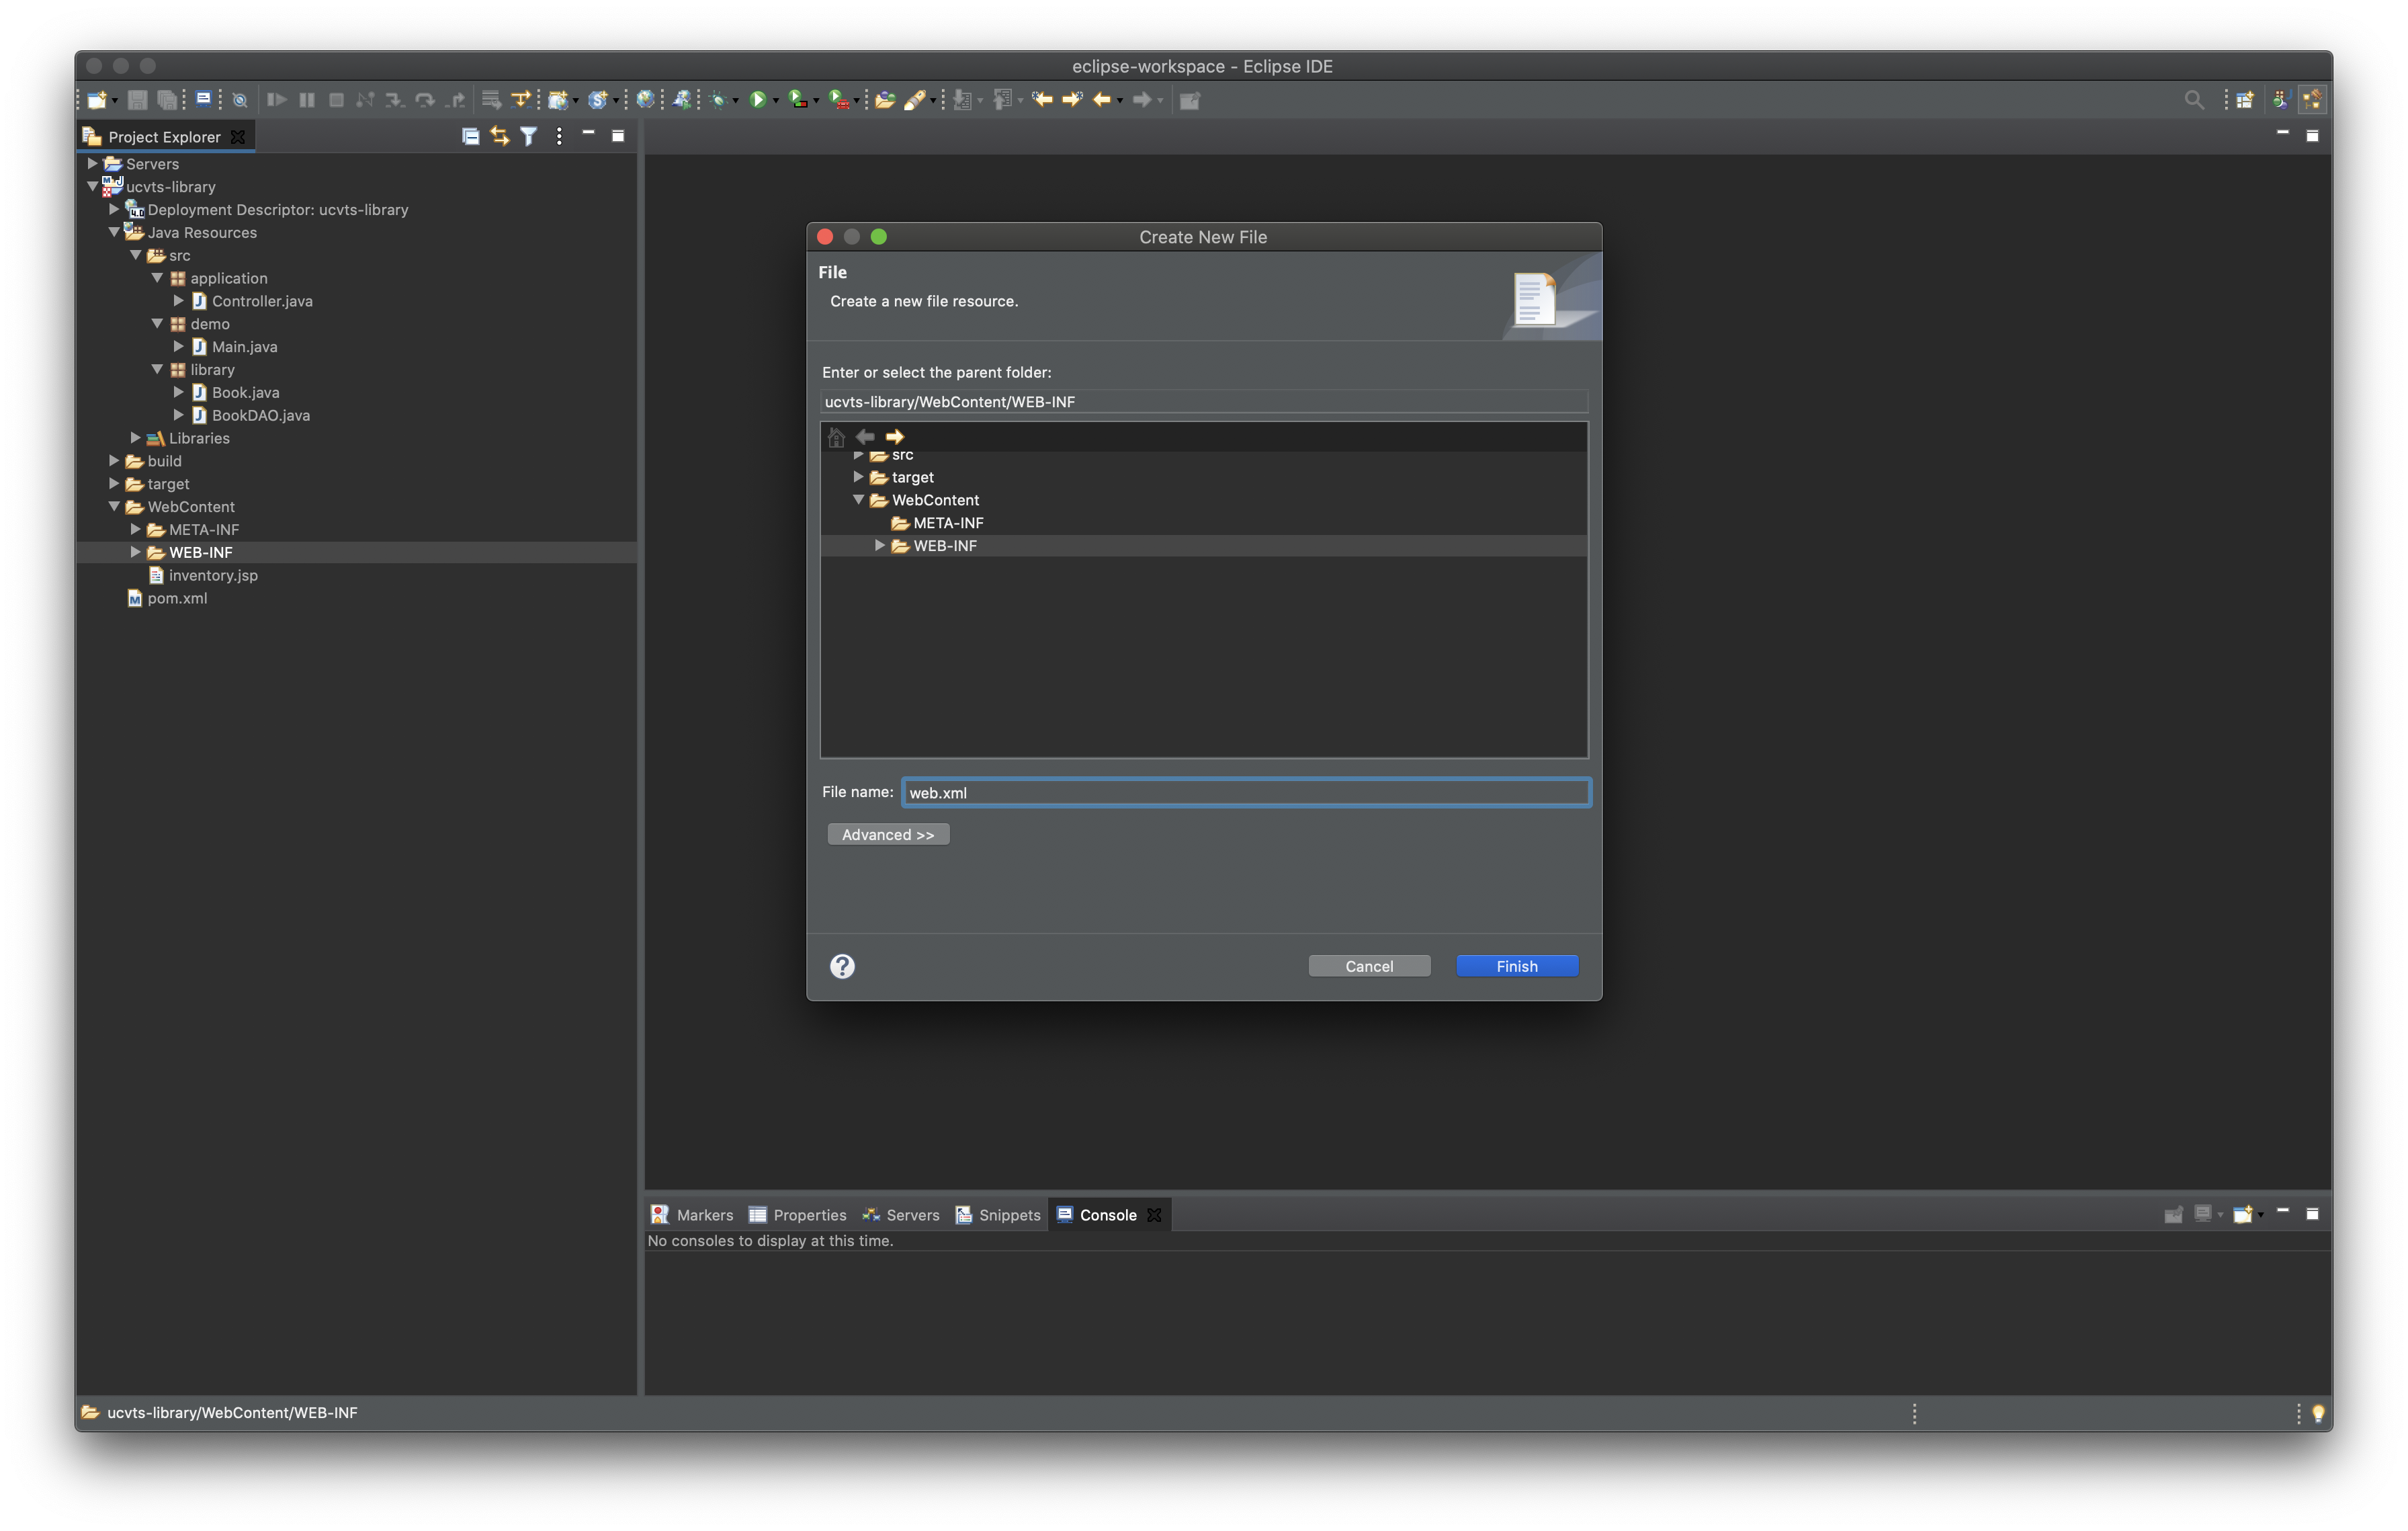 eclipse-workspace - Eclipse IDE
Project Explorer
Servers
ucvts-library
Deployment Descriptor: ucvts-library
Java Resources
src
application
Controller.java
demo
Main.java
library
Book.java
BookDAO.java
Libraries
build
target
WebContent
META-INF
WEB-INF
inventory.jsp
pom.xml
Create New File
File
Create a new file resource.
Enter or select the parent folder:
ucvts-library/WebContent/WEB-INF
src
target
WebContent
META-INF
WEB-INF
File name: web.xml
Advanced >>
?
Cancel Finish
Markers Properties Servers Snippets Console
No consoles to display at this time.
ucvts-library/WebContent/WEB-INF